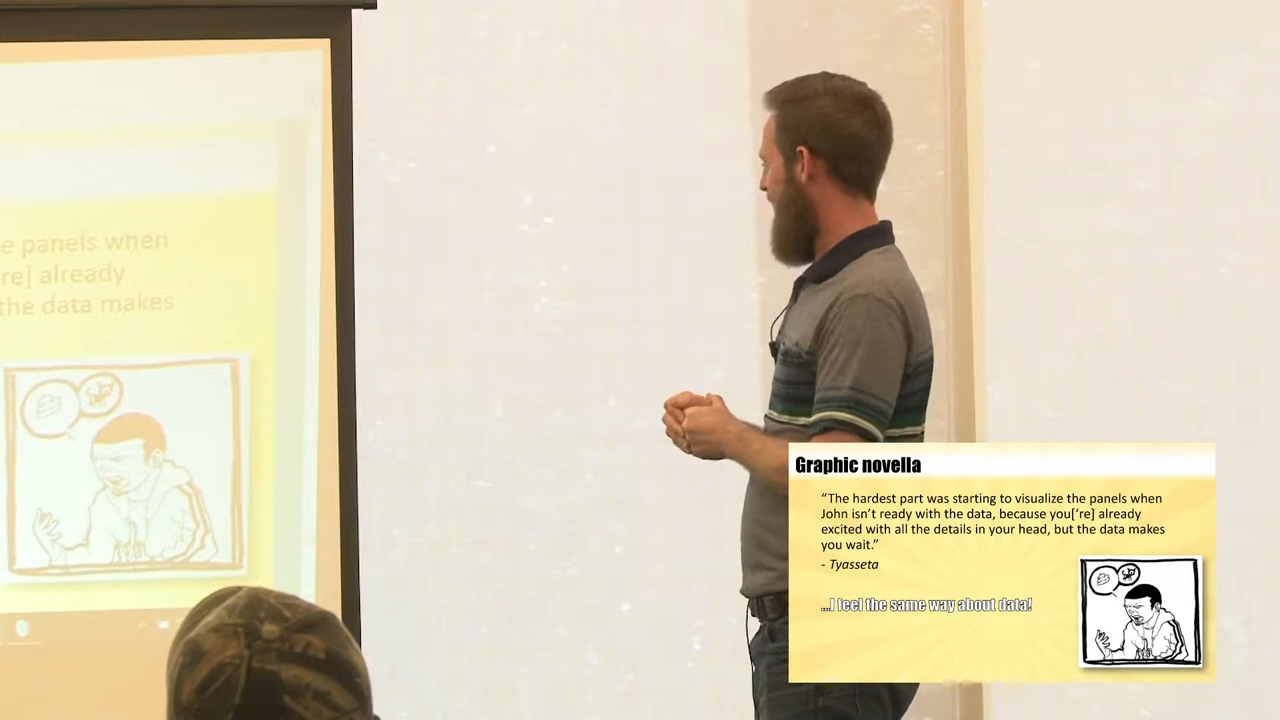 e panels when
re] already
the data makes
Graphic novella
“The hardest part was starting to visualize the panels when
John isn’t ready with the data, because you[‘re] already
excited with all the details in your head, but the data makes
you wait.”
- Tyasseta
...I feel the same way about data!